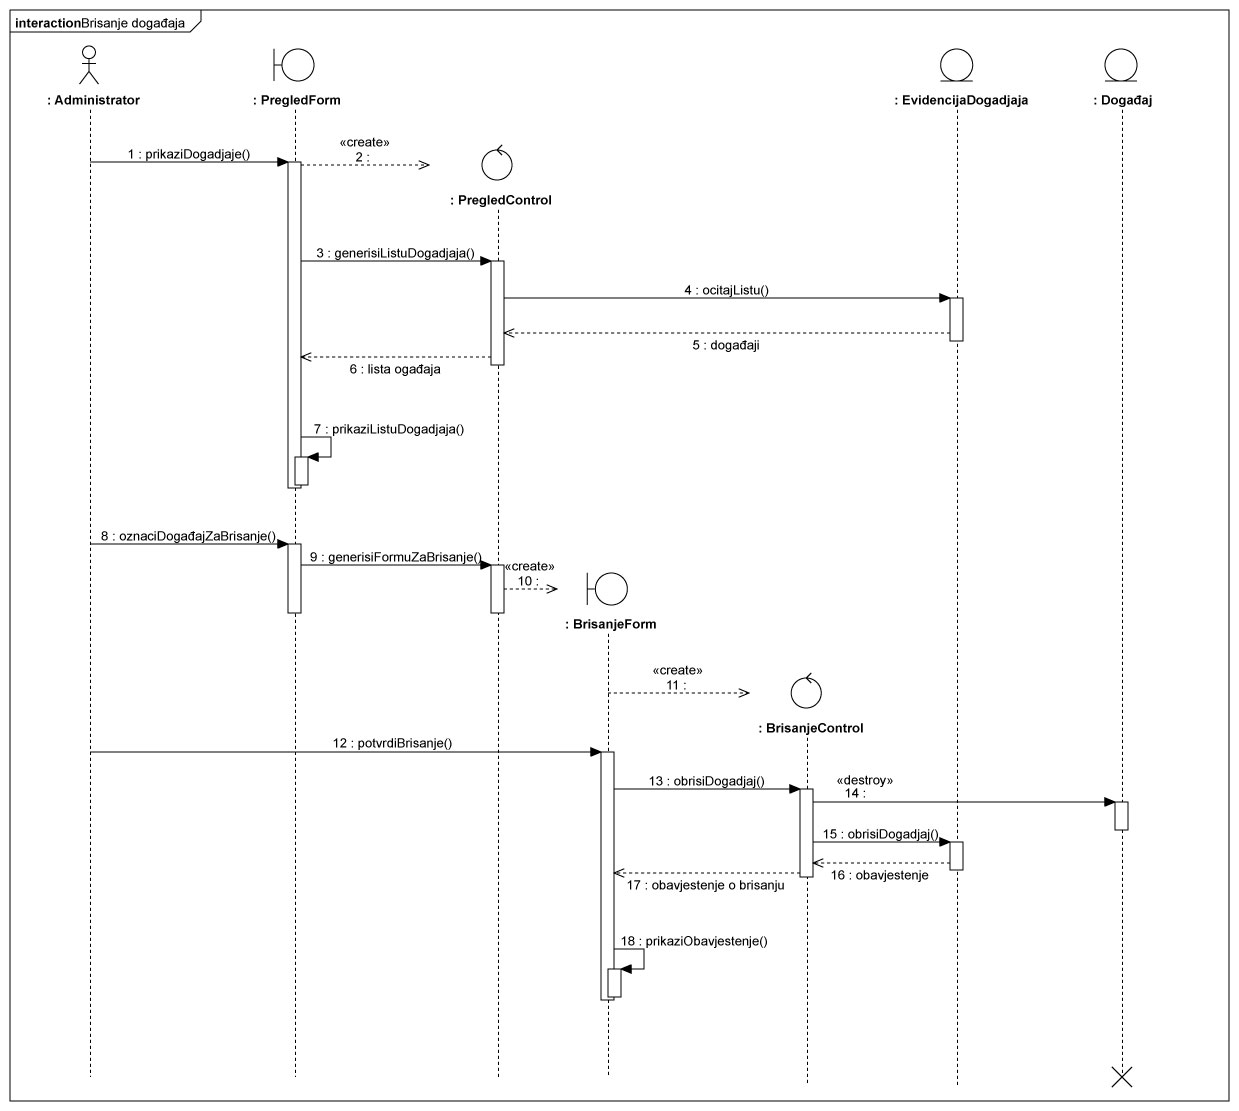 interactionBrisanje događaja
: Administrator
: PregledForm
: EvidencijaDogadjaja
: Događaj
1 : prikaziDogadjaje()
«create»
2 :
: PregledControl
3 : generisiListuDogadjaja()
4 : ocitajListu()
5 : događaji
6 : lista ogađaja
7 : prikaziListuDogadjaja()
8 : oznaciDogađajZaBrisanje()
9 : generisiFormuZaBrisanje()
«create»
10 :
: BrisanjeForm
«create»
11 :
: BrisanjeControl
12 : potvrdiBrisanje()
13 : obrisiDogadjaj()
«destroy»
14 :
15 : obrisiDogadjaj()
16 : obavjestenje
17 : obavjestenje o brisanju
18 : prikaziObavjestenje()